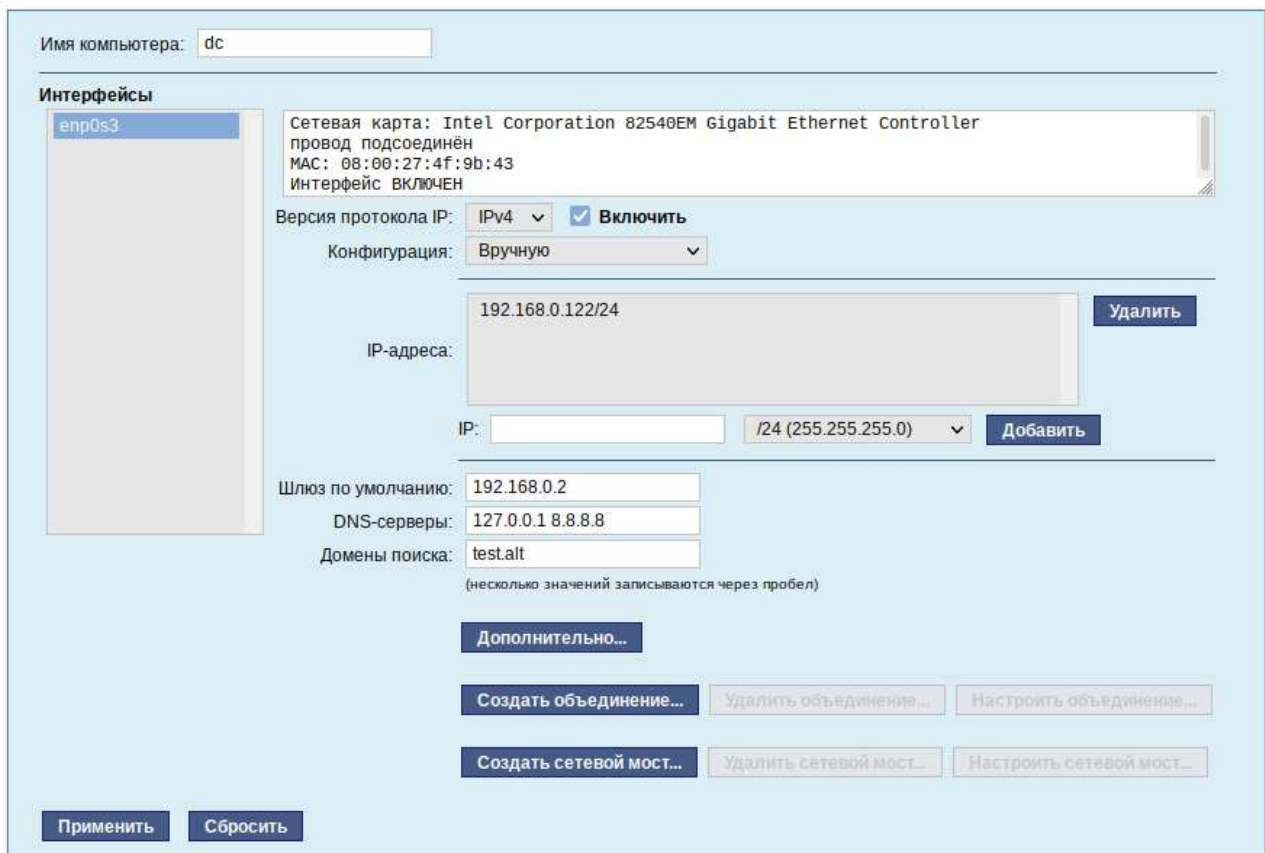 Имя компьютера: dc
Интерфейсы
enp0s3
Сетевая карта: Intel Corporation 82540EM Gigabit Ethernet Controller
провод подсоединён
MAC: 08:00:27:4f:9b:43
Интерфейс ВКЛЮЧЕН
Версия протокола IP: IPv4 Включить
Конфигурация: Вручную
192.168.0.122/24 Удалить
IP-адреса:
IP: /24 (255.255.255.0) Добавить
Шлюз по умолчанию: 192.168.0.2
DNS-серверы: 127.0.0.1 8.8.8.8
Домены поиска: test.alt
(несколько значений записываются через пробел)
Дополнительно...
Создать объединение... Удалить объединение... Настроить объединение...
Создать сетевой мост... Удалить сетевой мост... Настроить сетевой мост...
Применить Сбросить